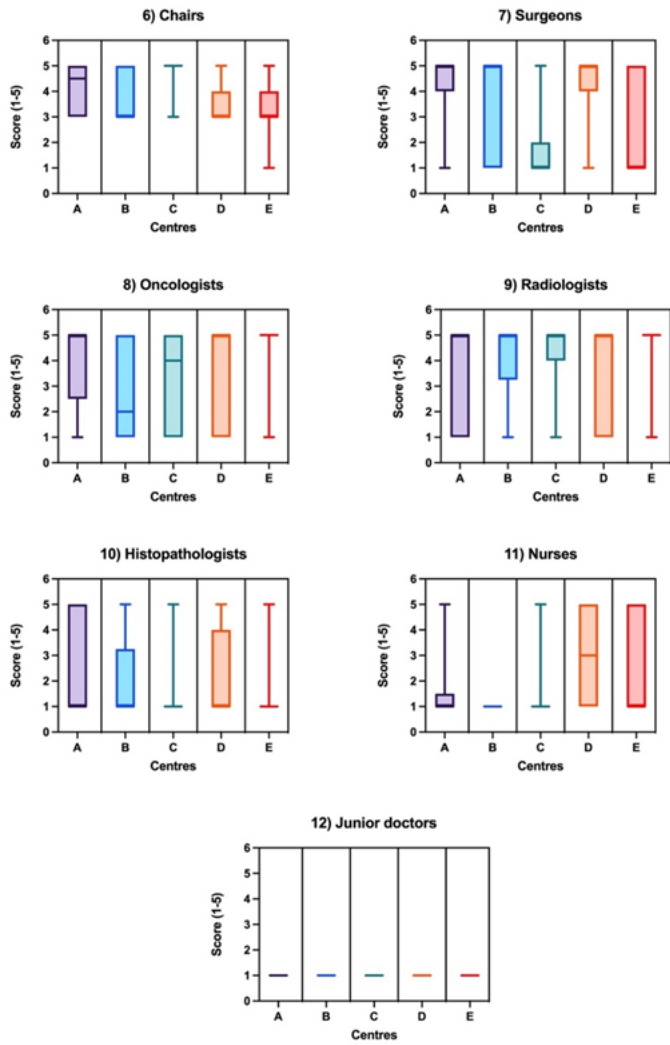 6) Chairs
Score (1-5)
6
5
4
3
2
1
0
A B C D E
Centres
7) Surgeons
Score (1-5)
6
5
4
3
2
1
0
A B C D E
Centres
8) Oncologists
Score (1-5)
6
5
4
3
2
1
0
A B C D E
Centres
9) Radiologists
Score (1-5)
6
5
4
3
2
1
0
A B C D E
Centres
10) Histopathologists
Score (1-5)
6
5
4
3
2
1
0
A B C D E
Centres
11) Nurses
Score (1-5)
6
5
4
3
2
1
0
A B C D E
Centres
12) Junior doctors
Score (1-5)
6
5
4
3
2
1
0
A B C D E
Centres